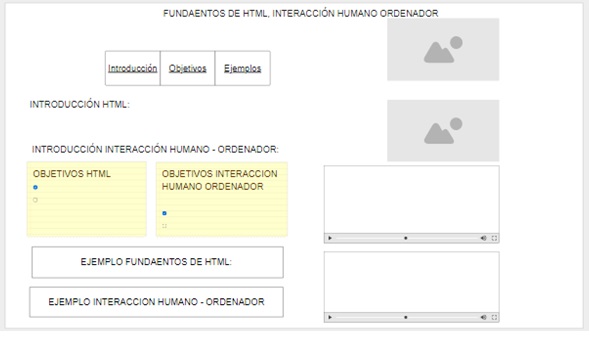 FUNDAENTOS DE HTML, INTERACCIÓN HUMANO ORDENADOR
Introducción Objetivos Ejemplos
INTRODUCCIÓN HTML:
INTRODUCCIÓN INTERACCIÓN HUMANO - ORDENADOR:
OBJETIVOS HTML
OBJETIVOS INTERACCION
HUMANO ORDENADOR
EJEMPLO FUNDAENTOS DE HTML:
EJEMPLO INTERACCION HUMANO - ORDENADOR